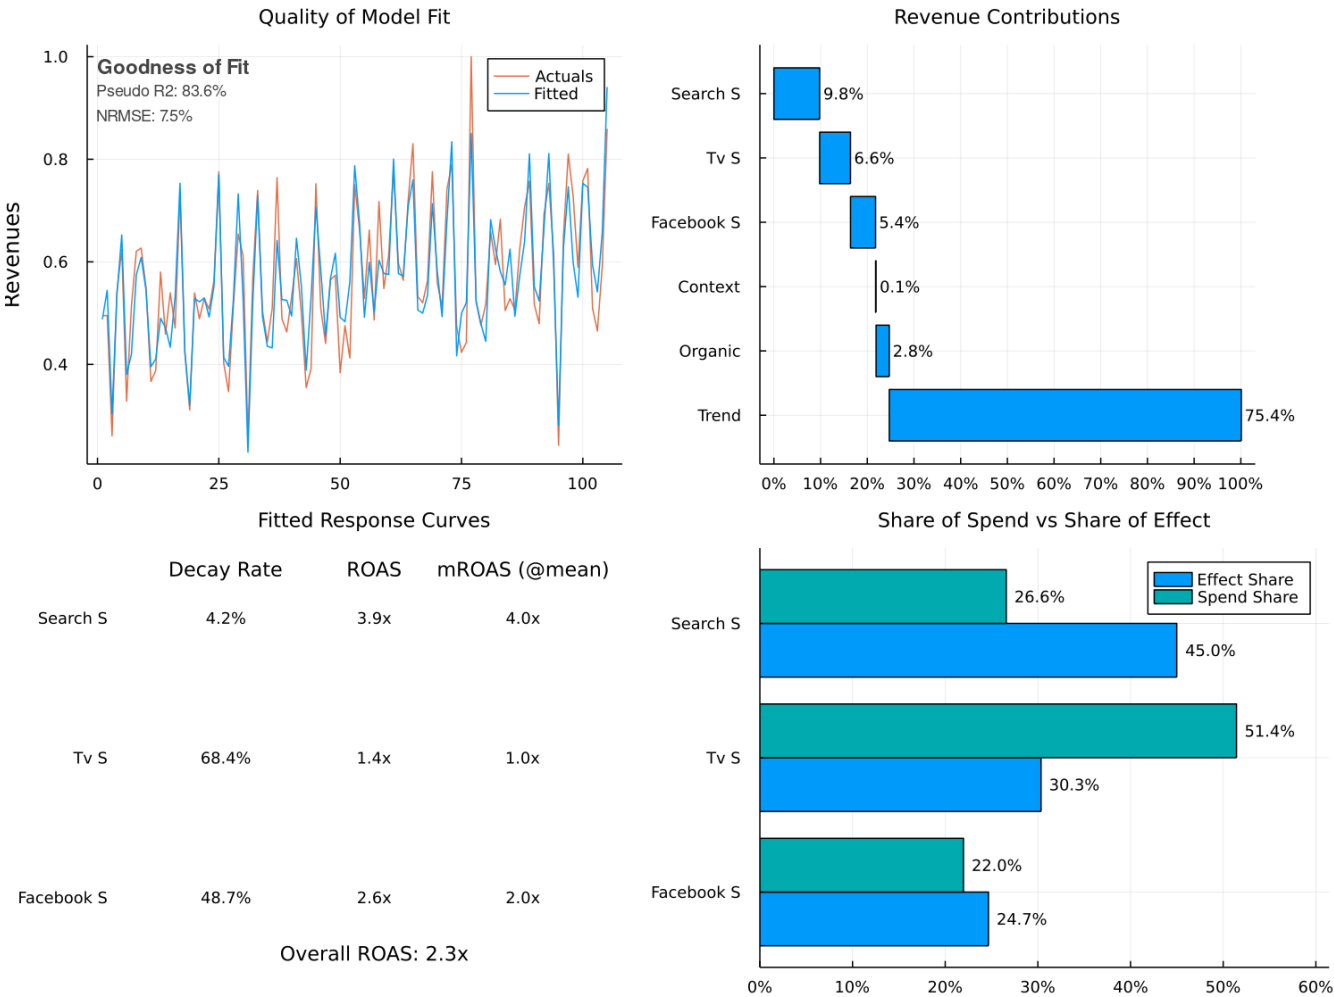 Quality of Model Fit
1.0
0.8
0.6
0.4
Revenues
Goodness of Fit
Pseudo R2: 83.6%
NRMSE: 7.5%
Actuals
Fitted
0 25 50 75 100
Revenue Contributions
Search S 9.8%
Tv S 6.6%
Facebook S 5.4%
Context 0.1%
Organic 2.8%
Trend 75.4%
0% 10% 20% 30% 40% 50% 60% 70% 80% 90% 100%
Fitted Response Curves
Decay Rate ROAS mROAS (@mean)
Search S 4.2% 3.9x 4.0x
Tv S 68.4% 1.4x 1.0x
Facebook S 48.7% 2.6x 2.0x
Overall ROAS: 2.3x
Share of Spend vs Share of Effect
Effect Share
Spend Share
26.6%
Search S
45.0%
51.4%
Tv S
30.3%
22.0%
Facebook S
24.7%
0% 10% 20% 30% 40% 50% 60%